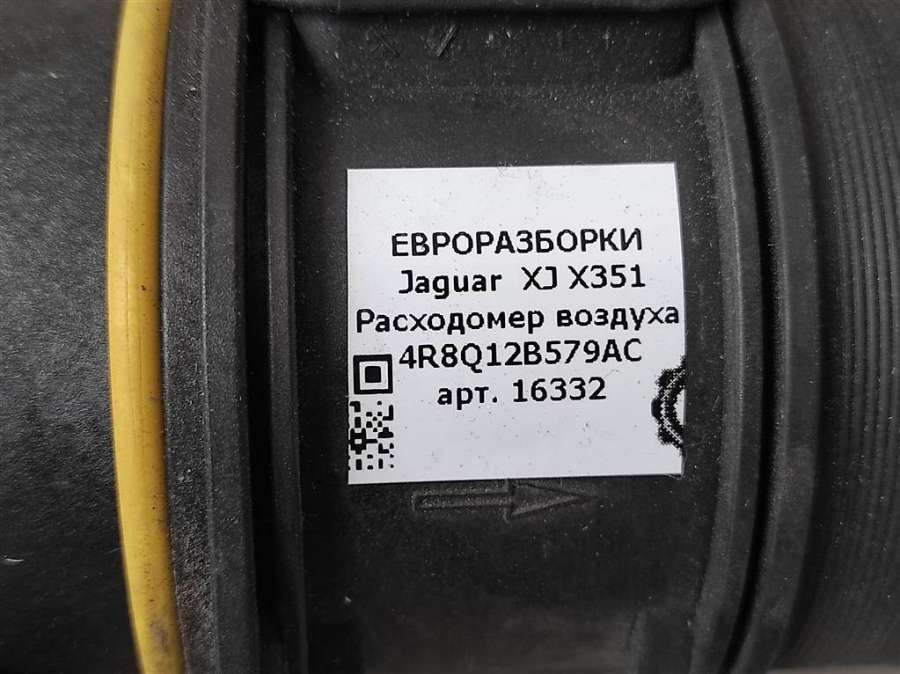 ЕВРОРАЗБОРКИ
Jaguar XJ X351
Расходомер воздуха
4R8Q12B579AC
арт. 16332